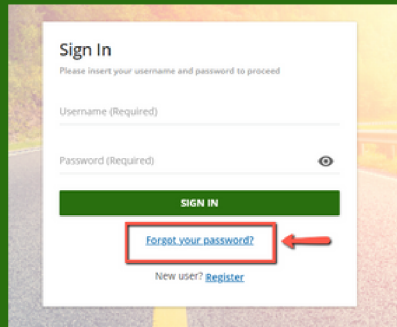 Sign In
Please insert your username and password to proceed
Username (Required)
Password (Required)
SIGN IN
Forgot your password?
New user? Register